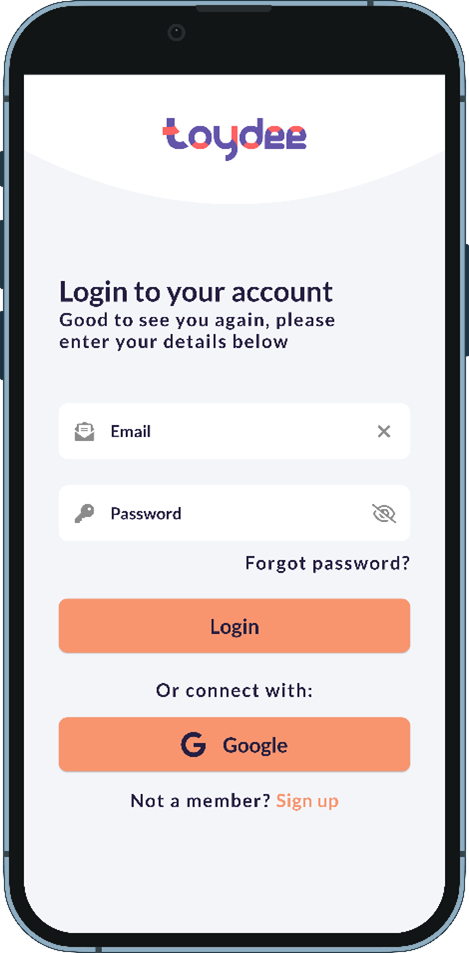 toydee
Login to your account
Good to see you again, please
enter your details below
Email
Password
Forgot password?
Login
Or connect with:
G Google
Not a member? Sign up